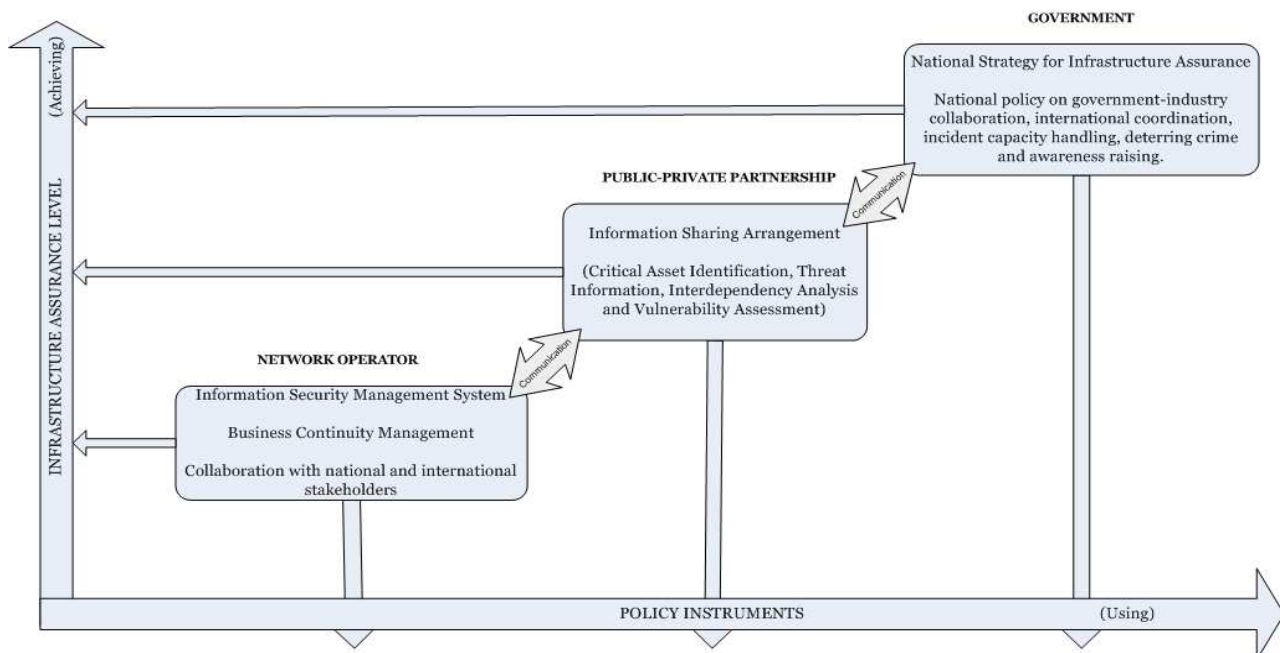 GOVERNMENT
(Achieving)
National Strategy for Infrastructure Assurance
National policy on government-industry
collaboration, international coordination,
incident capacity handling, deterring crime
and awareness raising.
Communication
PUBLIC-PRIVATE PARTNERSHIP
Information Sharing Arrangement
(Critical Asset Identification, Threat
Information, Interdependency Analysis
and Vulnerability Assessment)
Communication
NETWORK OPERATOR
Information Security Management System
Business Continuity Management
Collaboration with national and international
stakeholders
INFRASTRUCTURE ASSURANCE LEVEL
POLICY INSTRUMENTS
(Using)